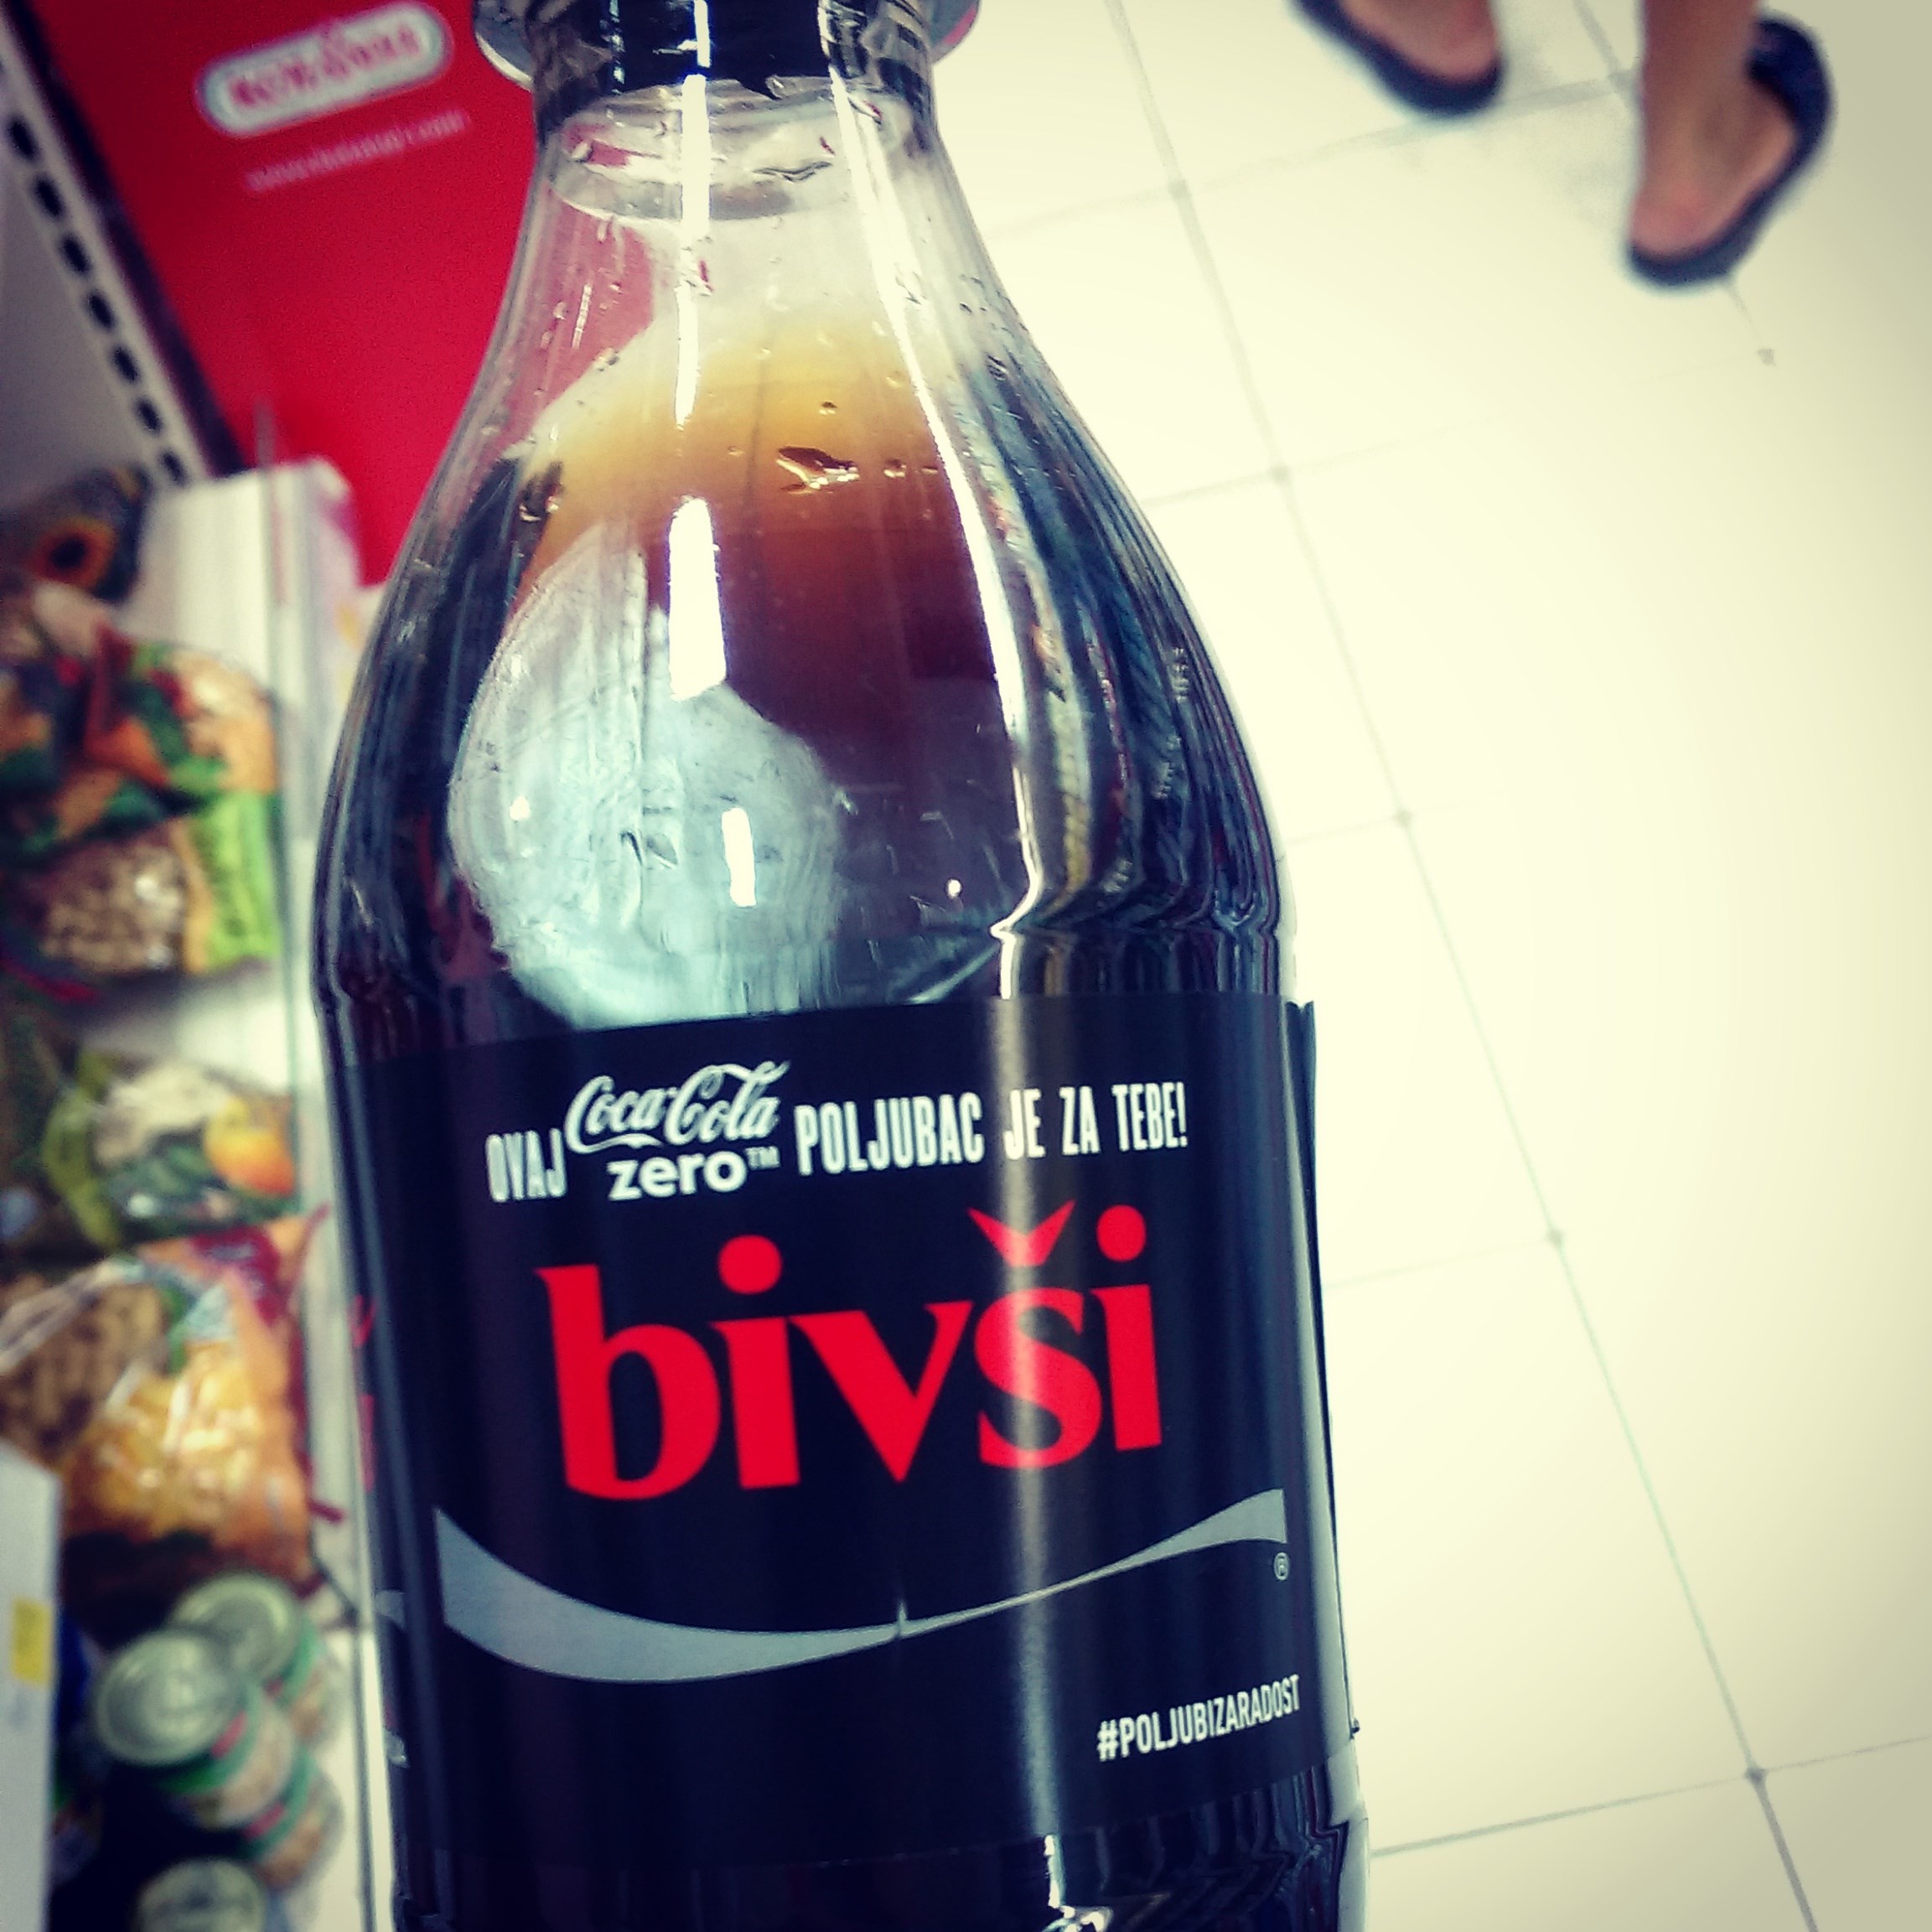 OVAJ Coca-Cola zero™ POLJUBAC JE ZA TEBE!
bivši
®
#POLJUBIZARADOST